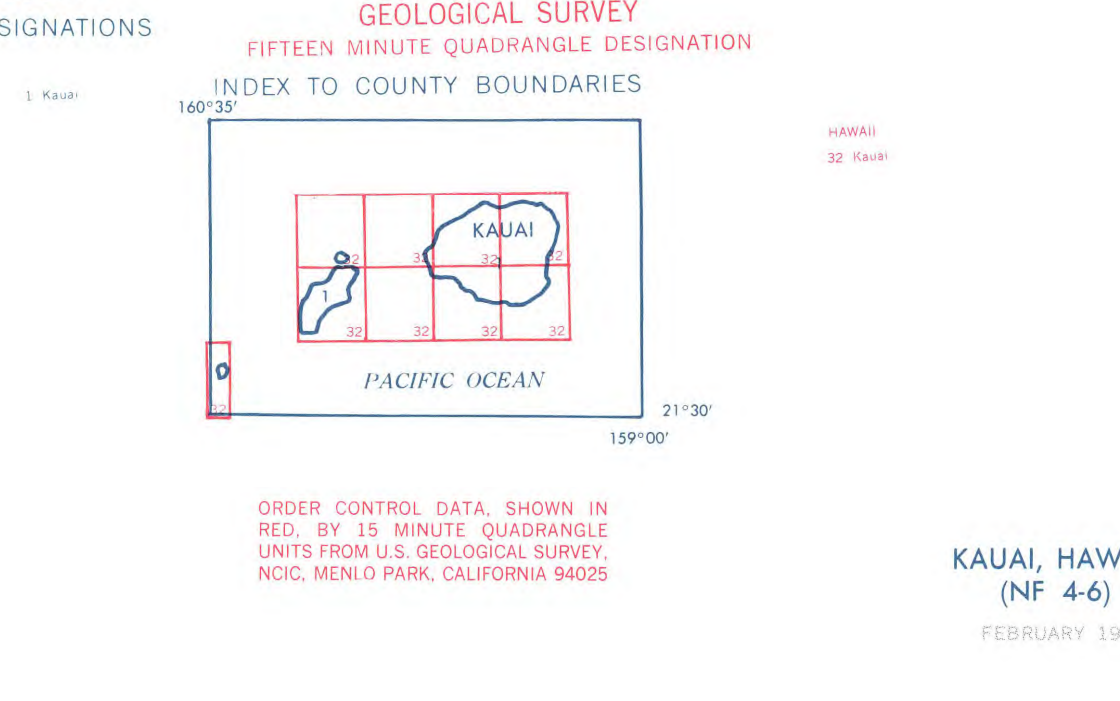 SIGNATIONS
1 Kauai
GEOLOGICAL SURVEY
FIFTEEN MINUTE QUADRANGLE DESIGNATION
INDEX TO COUNTY BOUNDARIES
160°35'
HAWAII
32 Kauai
KAUAI
32 32 32 32
1
32 32 32 32
PACIFIC OCEAN
32
21°30'
159°00'
ORDER CONTROL DATA, SHOWN IN
RED, BY 15 MINUTE QUADRANGLE
UNITS FROM U.S. GEOLOGICAL SURVEY,
NCIC, MENLO PARK, CALIFORNIA 94025
KAUAI, HAW
(NF 4-6)
FEBRUARY 19